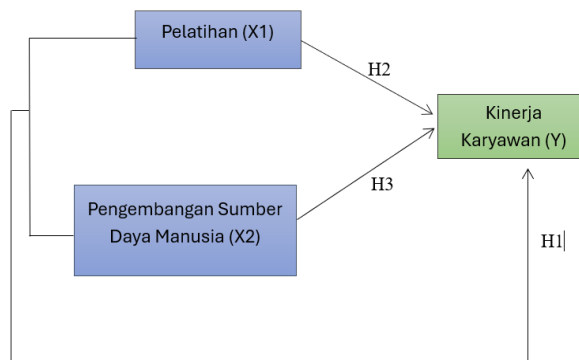 Pelatihan (X1)
H2
Kinerja
Karyawan (Y)
H3
Pengembangan Sumber
Daya Manusia (X2)
H1